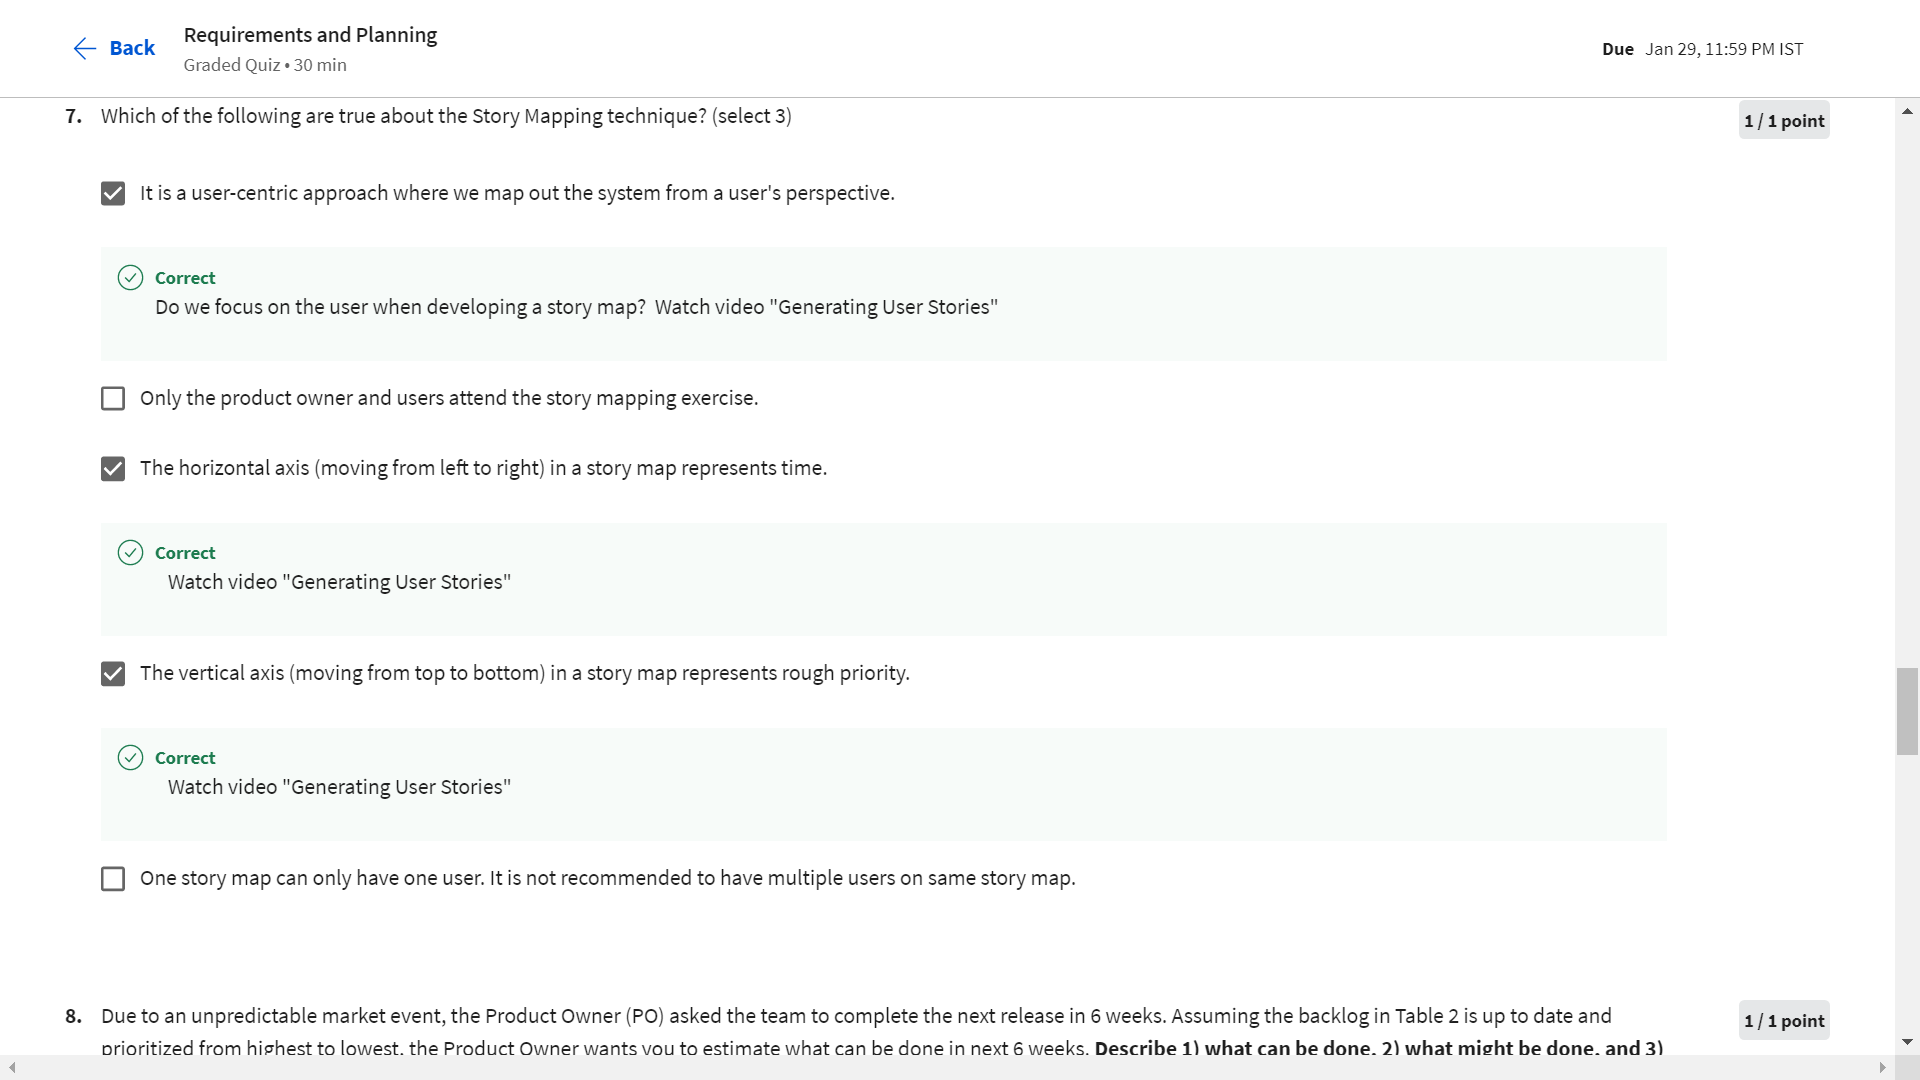 Back
Requirements and Planning
Graded Quiz • 30 min
Due Jan 29, 11:59 PM IST
7. Which of the following are true about the Story Mapping technique? (select 3)
1 / 1 point
It is a user-centric approach where we map out the system from a user's perspective.
Correct
Do we focus on the user when developing a story map?  Watch video "Generating User Stories"
Only the product owner and users attend the story mapping exercise.
The horizontal axis (moving from left to right) in a story map represents time.
Correct
Watch video "Generating User Stories"
The vertical axis (moving from top to bottom) in a story map represents rough priority.
Correct
Watch video "Generating User Stories"
One story map can only have one user. It is not recommended to have multiple users on same story map.
8. Due to an unpredictable market event, the Product Owner (PO) asked the team to complete the next release in 6 weeks. Assuming the backlog in Table 2 is up to date and
1 / 1 point
prioritized from highest to lowest, the Product Owner wants you to estimate what can be done in next 6 weeks. Describe 1) what can be done, 2) what might be done, and 3)